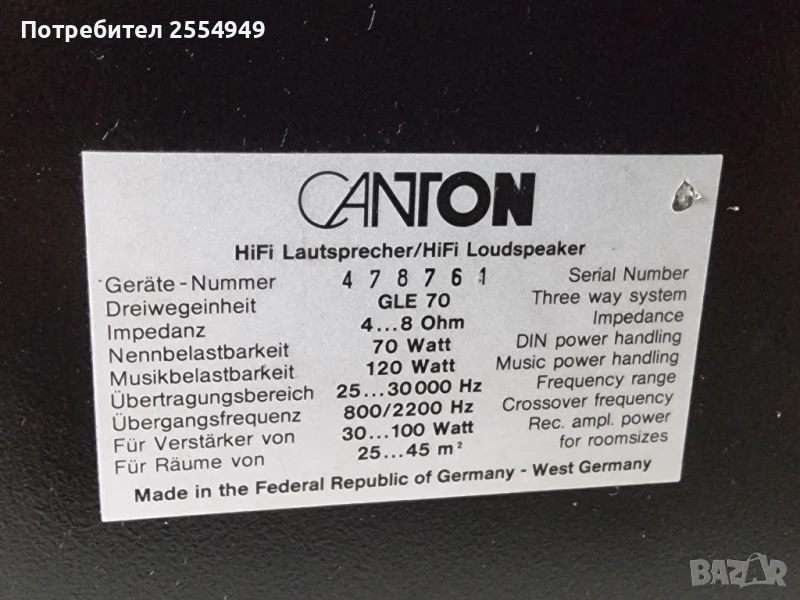 Потребител 2554949
CANTON
HiFi Lautsprecher/HiFi Loudspeaker
Geräte-Nummer 478761 Serial Number
Dreiwegeinheit GLE 70 Three way system
Impedanz 4...8 Ohm Impedance
Nennbelastbarkeit 70 Watt DIN power handling
Musikbelastbarkeit 120 Watt Music power handling
Übertragungsbereich 25...30000 Hz Frequency range
Übergangsfrequenz 800/2200 Hz Crossover frequency
Für Verstärker von 30...100 Watt Rec. ampl. power
Für Räume von 25...45 m² for roomsizes
Made in the Federal Republic of Germany - West Germany
BAZAR